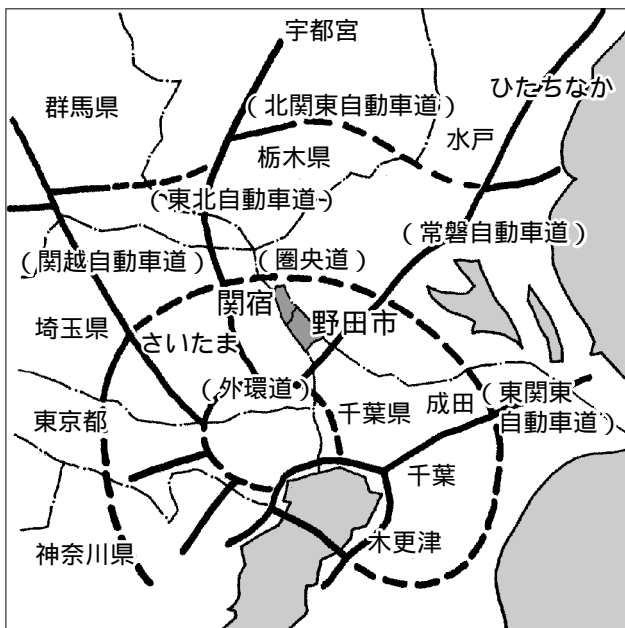 宇都宮
ひたちなか
群馬県
(北関東自動車道)
水戸
栃木県
(東北自動車道)
(常磐自動車道)
(関越自動車道)
(圏央道)
関宿
野田市
埼玉県
さいたま
(外環道)
成田
(東関東
自動車道)
東京都
千葉県
千葉
木更津
神奈川県